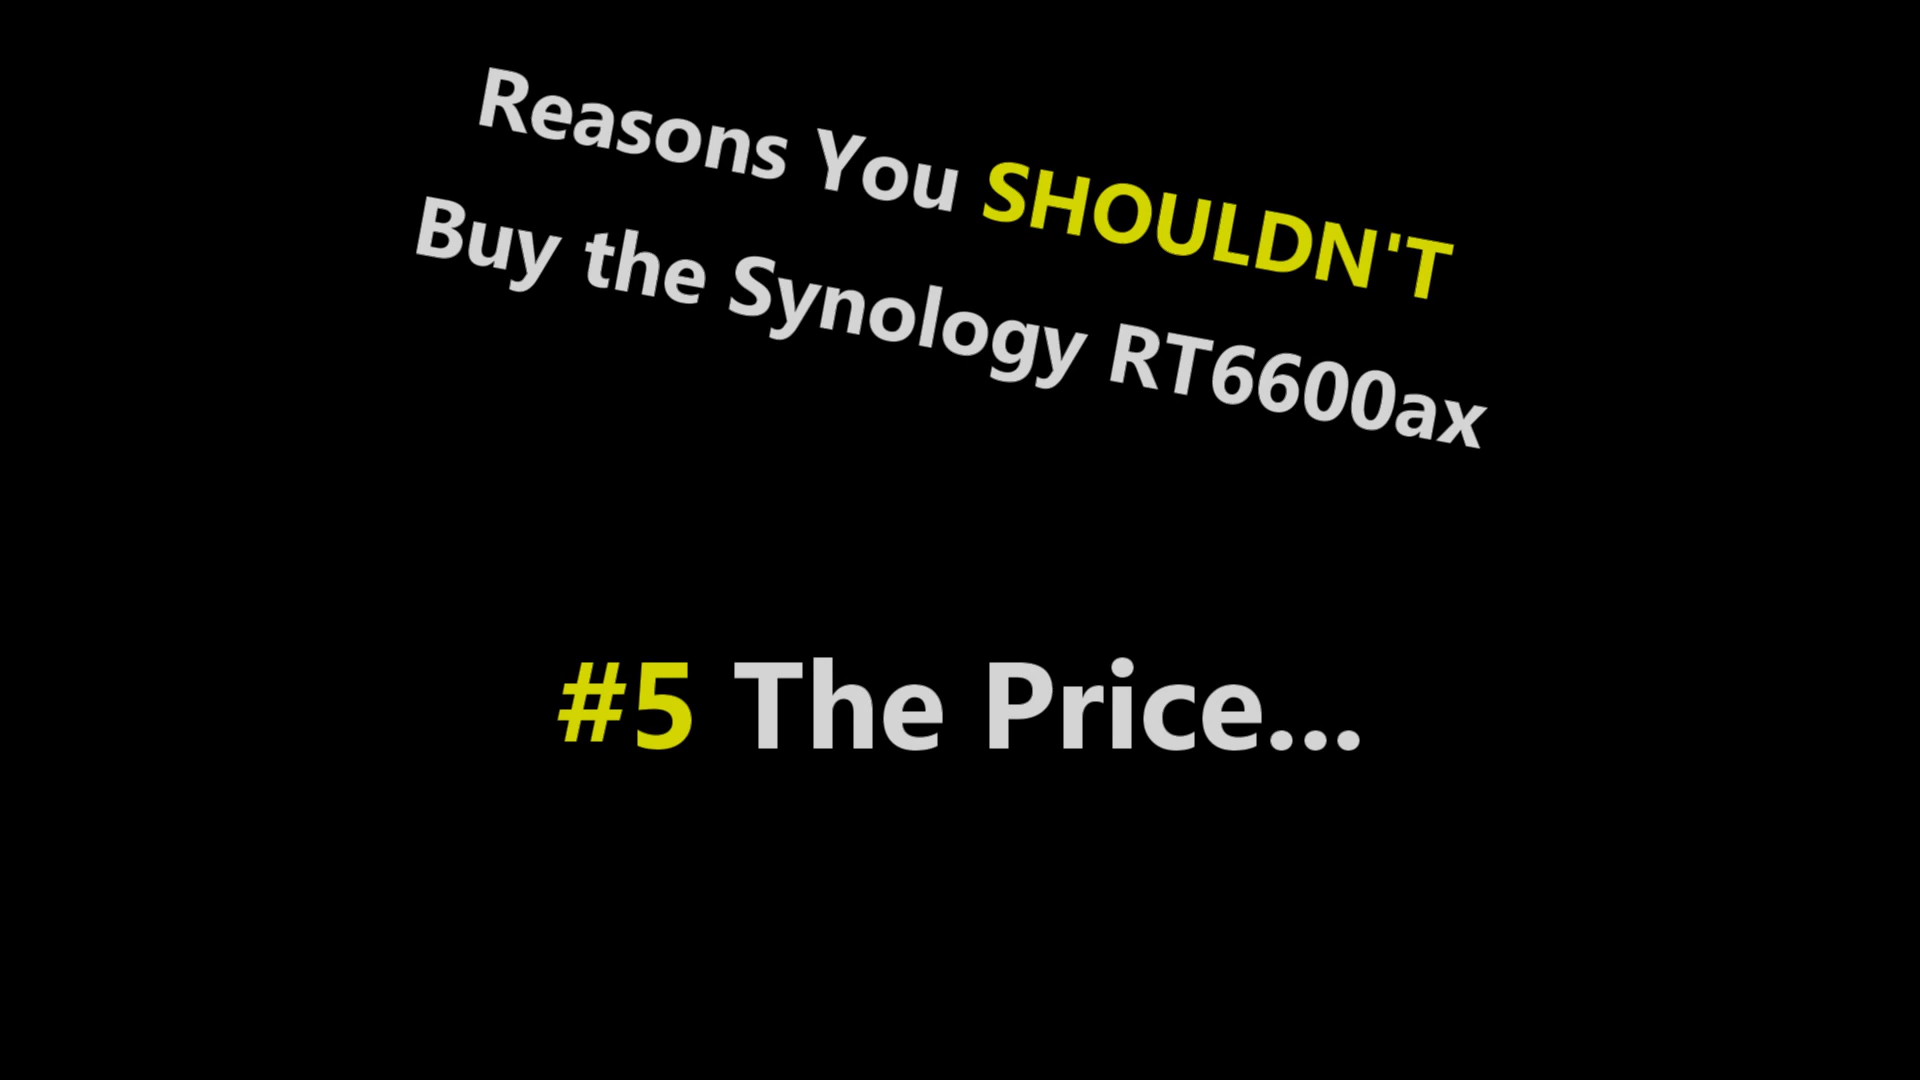 Reasons You SHOULDN'T
Buy the Synology RT6600ax
#5 The Price...